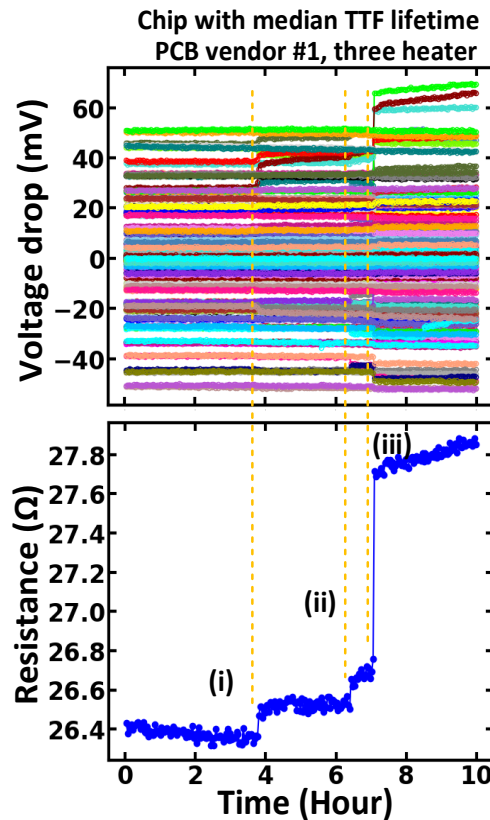 Chip with median TTF lifetime
PCB vendor #1, three heater
Voltage drop (mV)
60
40
20
0
−20
−40
Resistance (Ω)
27.8
27.6
27.4
27.2
27.0
26.8
26.6
26.4
(i)
(ii)
(iii)
0
2
4
6
8
10
Time (Hour)